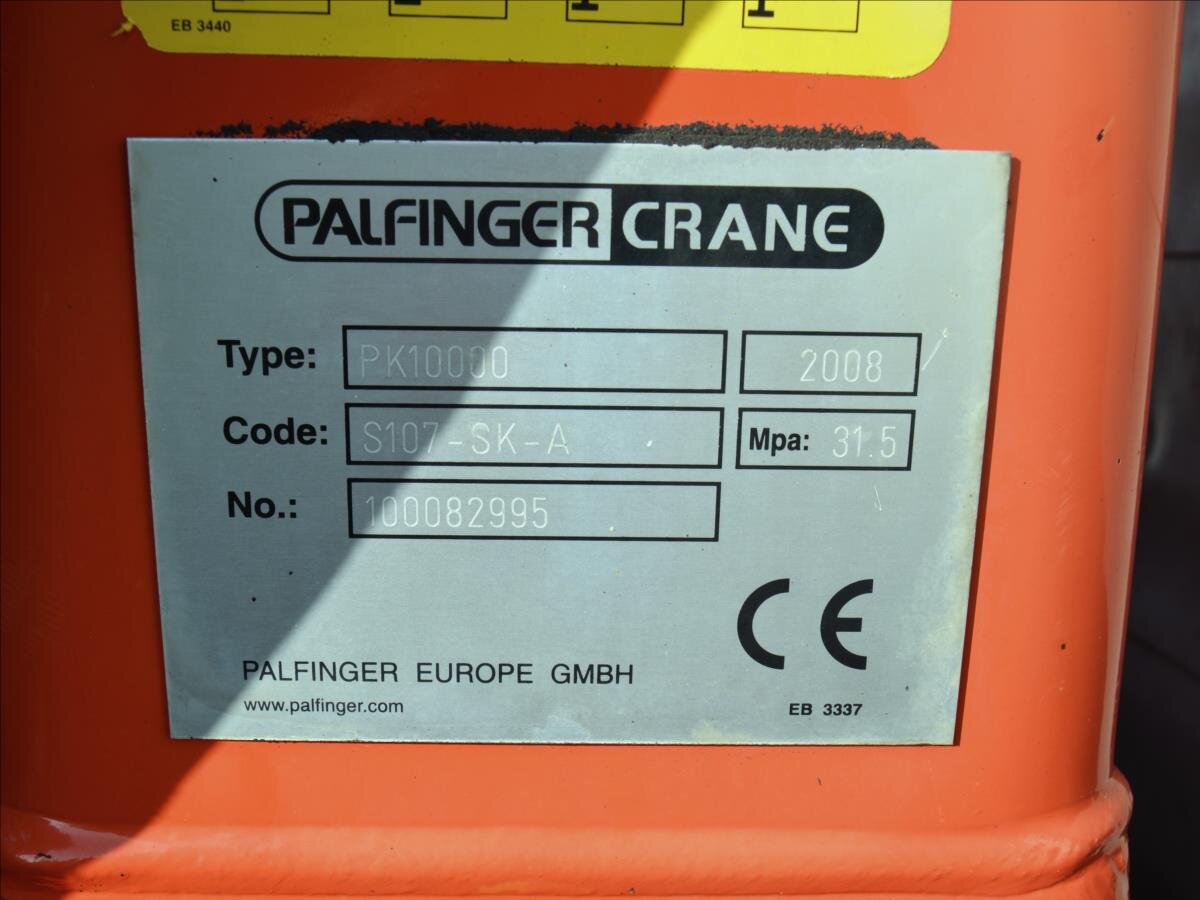 EB 3440
PALFINGER CRANE
Type: PK10000 2008
Code: S107-SK-A Mpa: 31.5
No.: 100082995
CE
PALFINGER EUROPE GMBH
www.palfinger.com
EB 3337